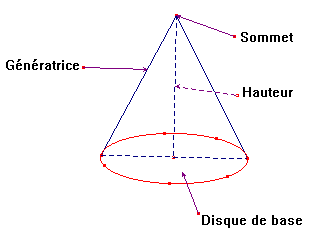 Sommet
Génératrice
Hauteur
Disque de base